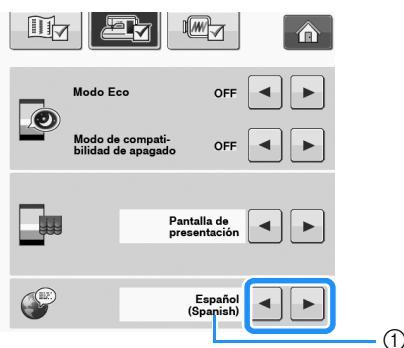 Modo Eco OFF
Modo de compati-
bilidad de apagado OFF
Pantalla de
presentación
Español
(Spanish)
①